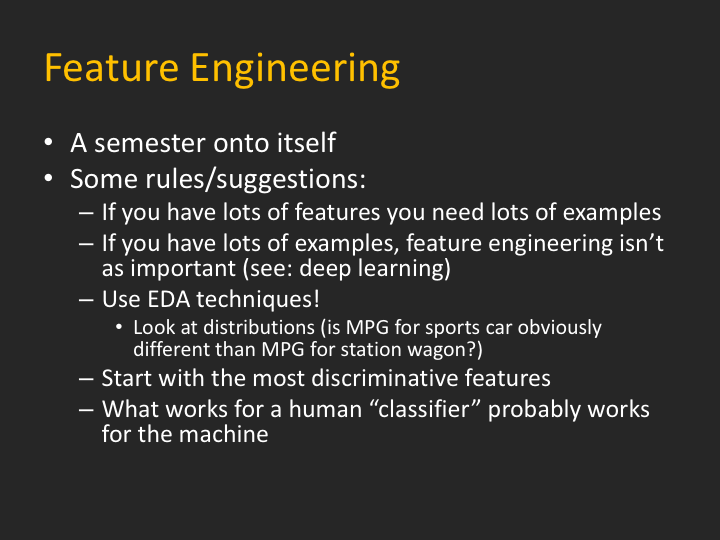 Feature Engineering
• A semester onto itself
• Some rules/suggestions:
– If you have lots of features you need lots of examples
– If you have lots of examples, feature engineering isn’t
as important (see: deep learning)
– Use EDA techniques!
• Look at distributions (is MPG for sports car obviously
different than MPG for station wagon?)
– Start with the most discriminative features
– What works for a human “classifier” probably works
for the machine